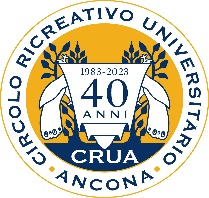 CIRCOLO RICREATIVO UNIVERSITARIO
1983-2023
40
ANNI
CRUA
• ANCONA •